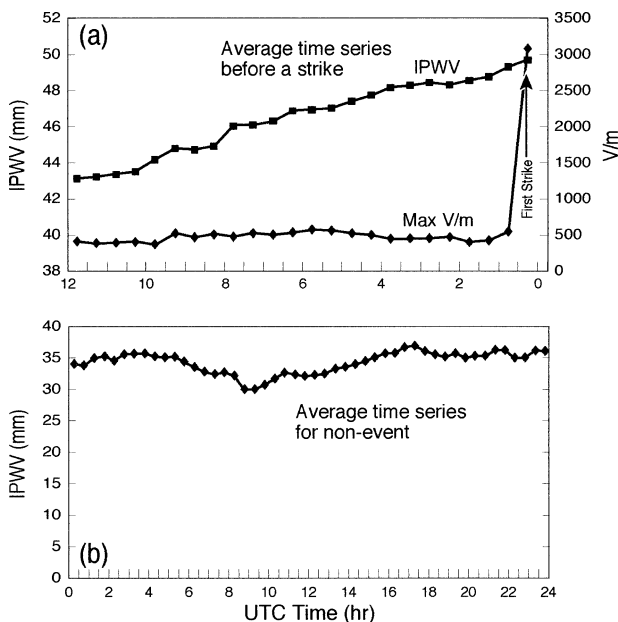 (a)
Average time series
before a strike
IPWV
Max V/m
First Strike
IPWV (mm)
V/m
52
50
48
46
44
42
40
38
3500
3000
2500
2000
1500
1000
500
0
12 10 8 6 4 2 0
(b)
Average time series
for non-event
IPWV (mm)
40
35
30
25
20
15
10
5
0
0 2 4 6 8 10 12 14 16 18 20 22 24
UTC Time (hr)